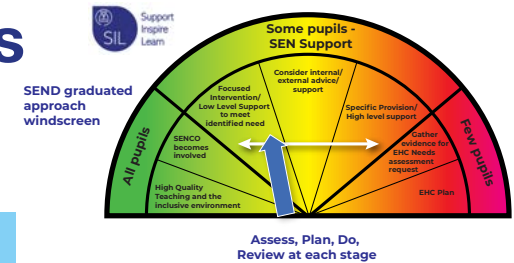 s
SIL
Support
Inspire
Learn
SEND graduated
approach
windscreen
Some pupils -
SEN Support
All pupils
Few pupils
High Quality
Teaching and the
inclusive environment
SENCO
becomes
involved
Focused
Intervention/
Low Level Support
to meet
identified need
Consider internal/
external advice/
support
Specific Provision/
High level support
Gather
evidence for
EHC Needs
assessment
request
EHC Plan
Assess, Plan, Do,
Review at each stage